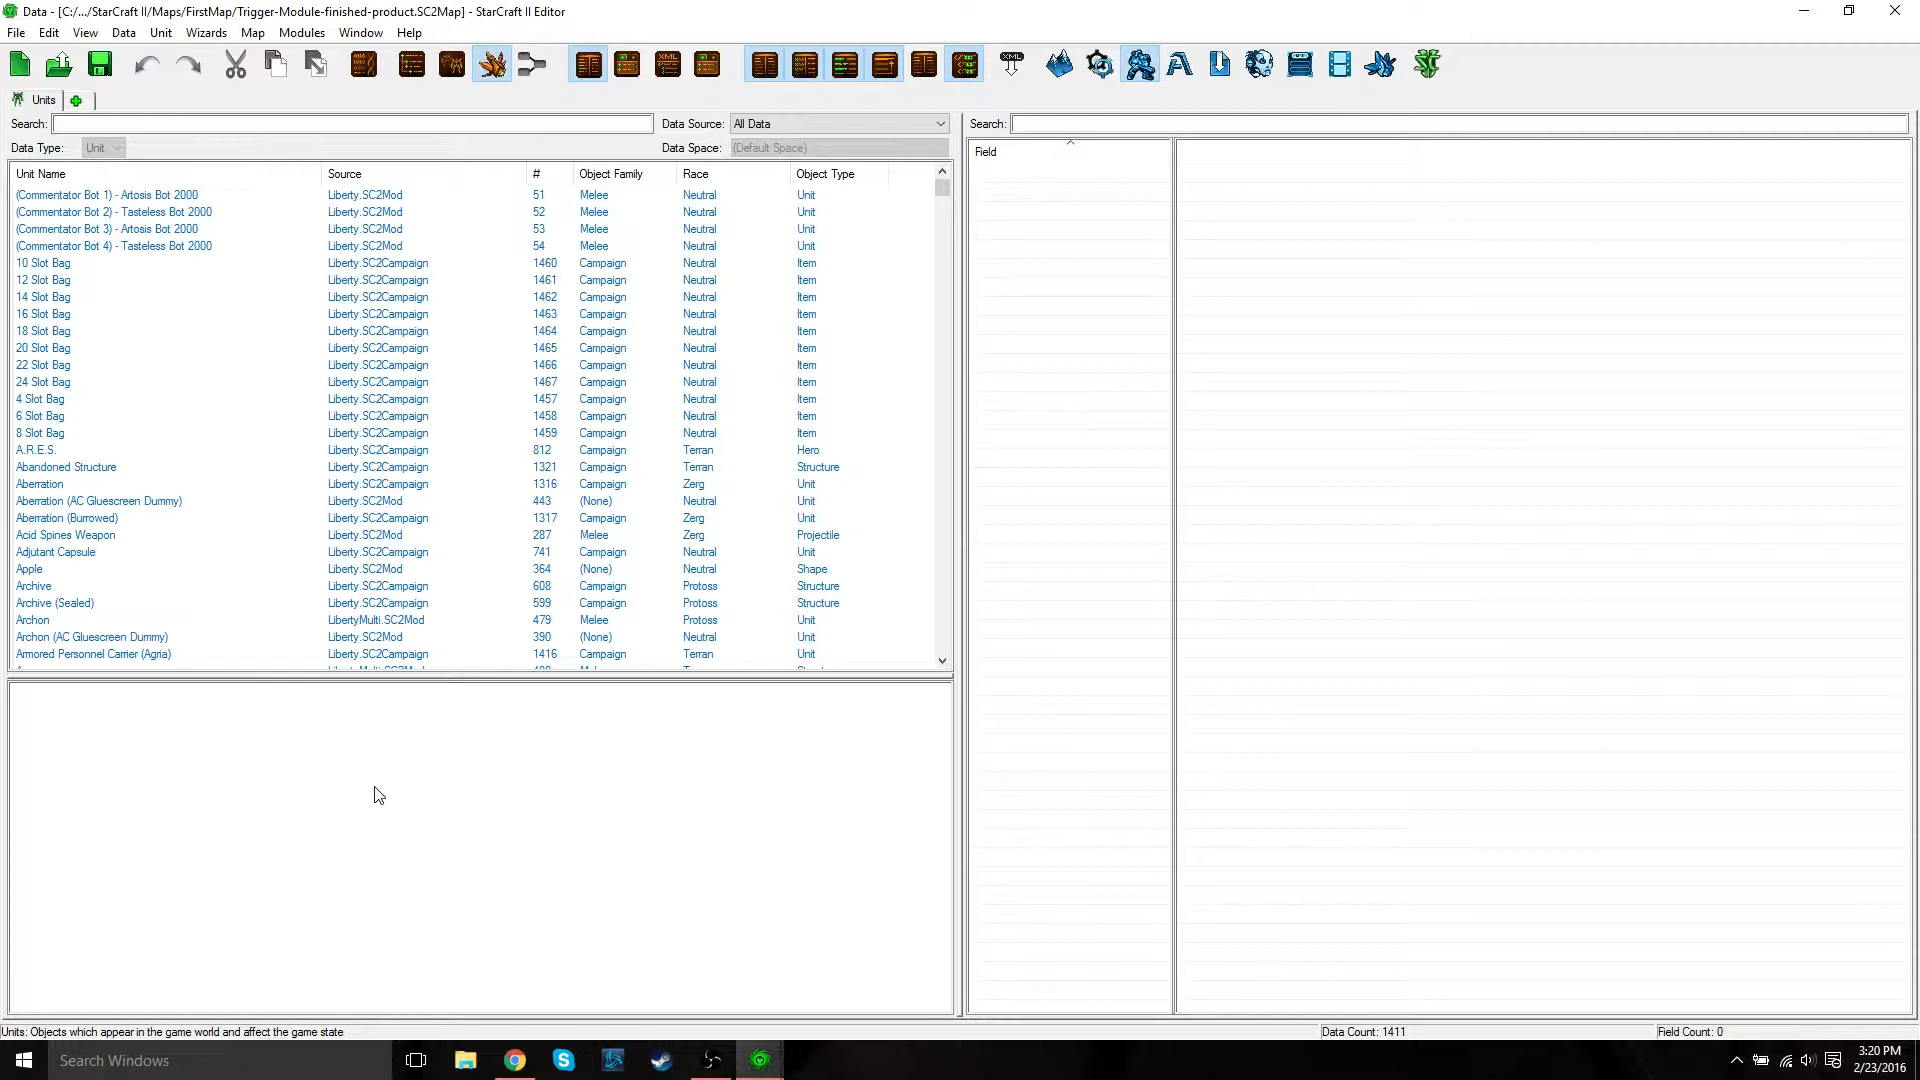 Data - [C:/.../StarCraft II/Maps/FirstMap/Trigger-Module-finished-product.SC2Map] - StarCraft II Editor
File Edit View Data Unit Wizards Map Modules Window Help
XML XML
Units
Search: Data Source: All Data Search:
Data Type: Unit Data Space: (Default Space)
Field
Unit Name Source # Object Family Race Object Type
(Commentator Bot 1) - Artosis Bot 2000 Liberty.SC2Mod 51 Melee Neutral Unit
(Commentator Bot 2) - Tasteless Bot 2000 Liberty.SC2Mod 52 Melee Neutral Unit
(Commentator Bot 3) - Artosis Bot 2000 Liberty.SC2Mod 53 Melee Neutral Unit
(Commentator Bot 4) - Tasteless Bot 2000 Liberty.SC2Mod 54 Melee Neutral Unit
10 Slot Bag Liberty.SC2Campaign 1460 Campaign Neutral Item
12 Slot Bag Liberty.SC2Campaign 1461 Campaign Neutral Item
14 Slot Bag Liberty.SC2Campaign 1462 Campaign Neutral Item
16 Slot Bag Liberty.SC2Campaign 1463 Campaign Neutral Item
18 Slot Bag Liberty.SC2Campaign 1464 Campaign Neutral Item
20 Slot Bag Liberty.SC2Campaign 1465 Campaign Neutral Item
22 Slot Bag Liberty.SC2Campaign 1466 Campaign Neutral Item
24 Slot Bag Liberty.SC2Campaign 1467 Campaign Neutral Item
4 Slot Bag Liberty.SC2Campaign 1457 Campaign Neutral Item
6 Slot Bag Liberty.SC2Campaign 1458 Campaign Neutral Item
8 Slot Bag Liberty.SC2Campaign 1459 Campaign Neutral Item
A.R.E.S. Liberty.SC2Campaign 812 Campaign Terran Hero
Abandoned Structure Liberty.SC2Campaign 1321 Campaign Terran Structure
Aberration Liberty.SC2Campaign 1316 Campaign Zerg Unit
Aberration (AC Gluescreen Dummy) Liberty.SC2Mod 443 (None) Neutral Unit
Aberration (Burrowed) Liberty.SC2Campaign 1317 Campaign Zerg Unit
Acid Spines Weapon Liberty.SC2Mod 287 Melee Zerg Projectile
Adjutant Capsule Liberty.SC2Campaign 741 Campaign Neutral Unit
Apple Liberty.SC2Mod 364 (None) Neutral Shape
Archive Liberty.SC2Campaign 608 Campaign Protoss Structure
Archive (Sealed) Liberty.SC2Campaign 599 Campaign Protoss Structure
Archon LibertyMulti.SC2Mod 479 Melee Protoss Unit
Archon (AC Gluescreen Dummy) Liberty.SC2Mod 390 (None) Neutral Unit
Armored Personnel Carrier (Agria) Liberty.SC2Campaign 1416 Campaign Terran Unit
Units: Objects which appear in the game world and affect the game state Data Count: 1411 Field Count: 0
Search Windows
3:20 PM
2/23/2016